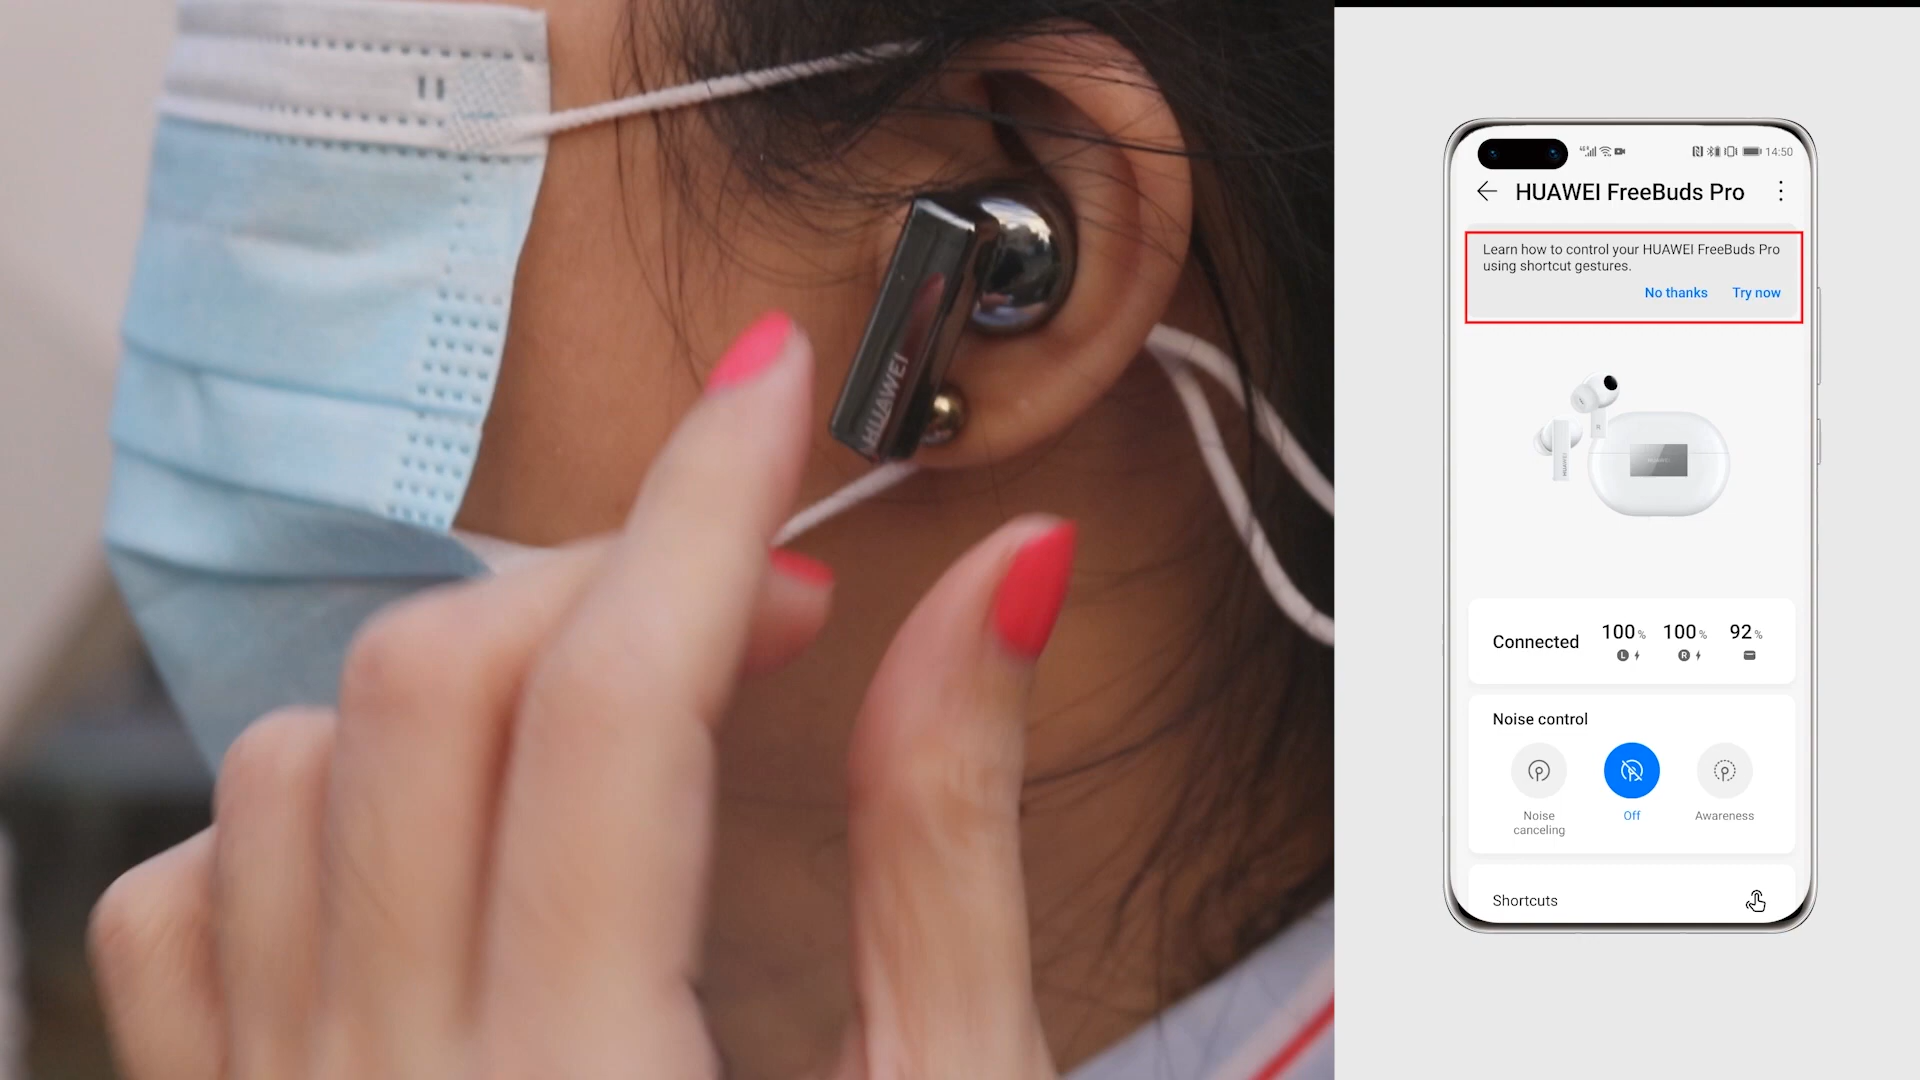 HUAWEI
14:50
HUAWEI FreeBuds Pro
Learn how to control your HUAWEI FreeBuds Pro
using shortcut gestures.
No thanks Try now
HUAWEI
Connected 100% 100% 92%
L R
Noise control
Noise
canceling
Off
Awareness
Shortcuts